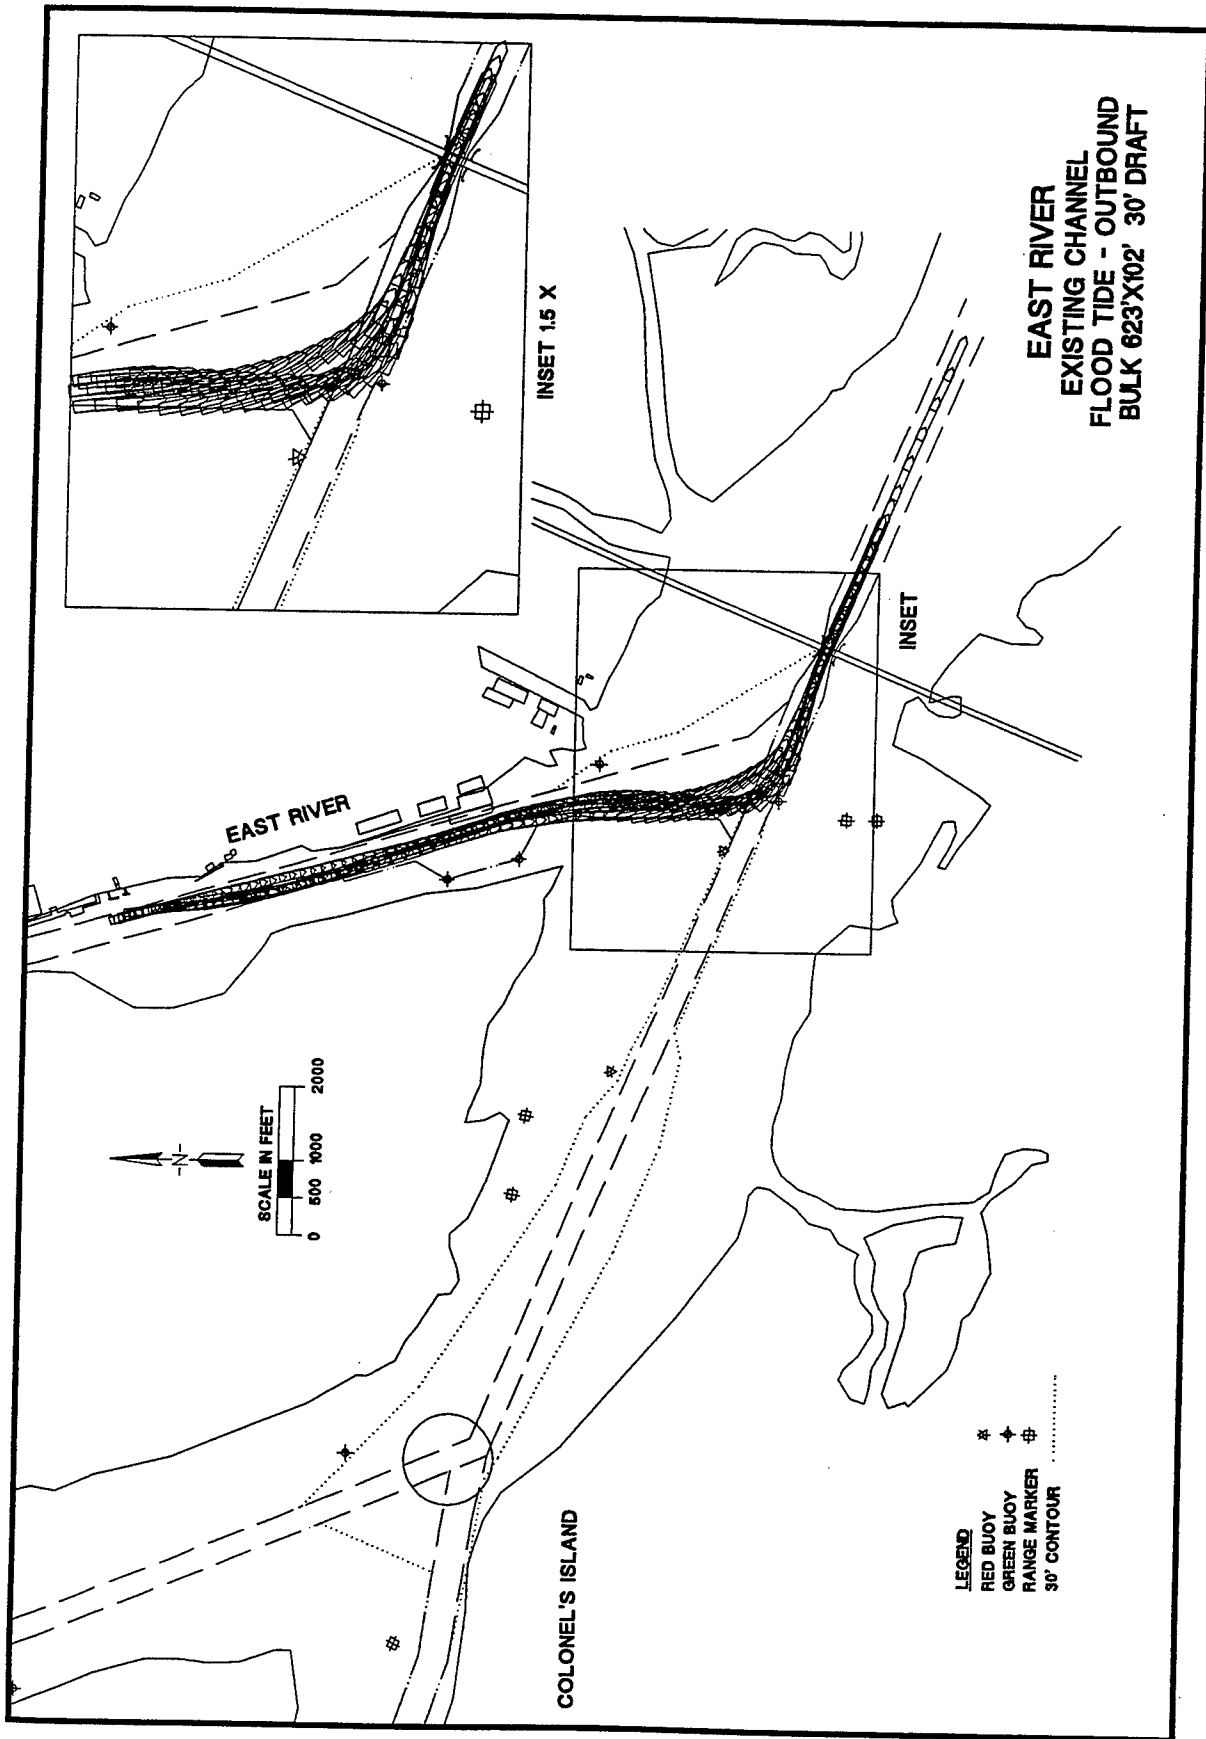 INSET 1.5 X
EAST RIVER
EXISTING CHANNEL
FLOOD TIDE - OUTBOUND
BULK 623'X102' 30' DRAFT
EAST RIVER
INSET
-N-
SCALE IN FEET
0 500 1000 2000
COLONEL'S ISLAND
LEGEND
RED BUOY
GREEN BUOY
RANGE MARKER
30' CONTOUR